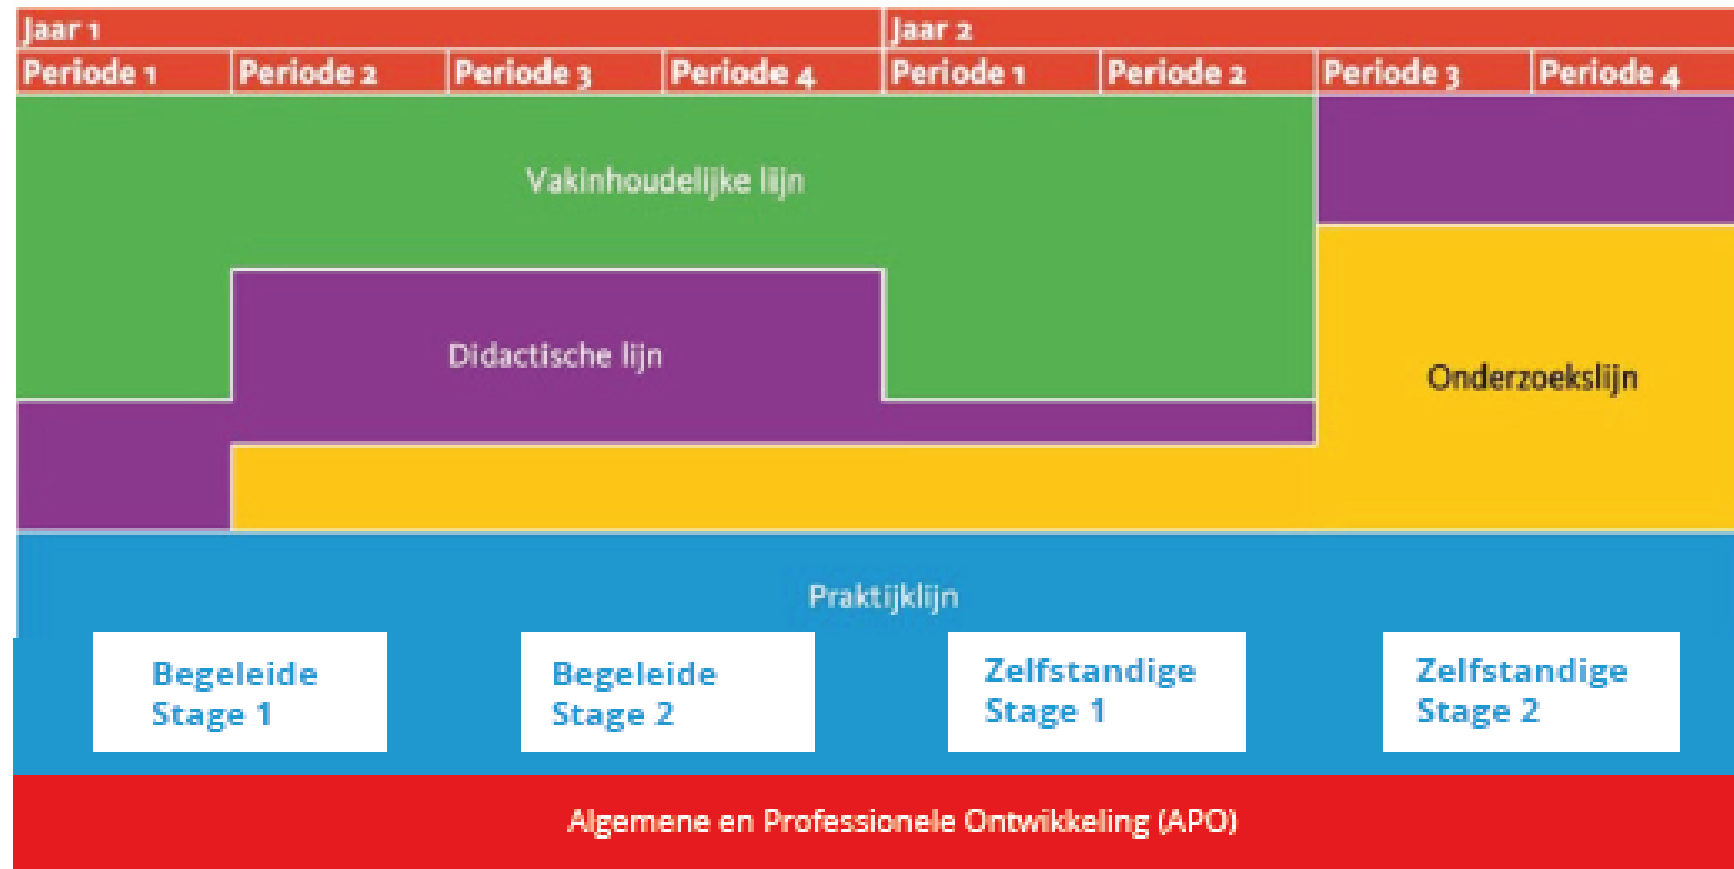 Jaar 1
Jaar 2
Periode 1
Periode 2
Periode 3
Periode 4
Periode 1
Periode 2
Periode 3
Periode 4
Vakinhoudelijke lijn
Didactische lijn
Onderzoekslijn
Praktijklijn
Begeleide
Stage 1
Begeleide
Stage 2
Zelfstandige
Stage 1
Zelfstandige
Stage 2
Algemene en Professionele Ontwikkeling (APO)